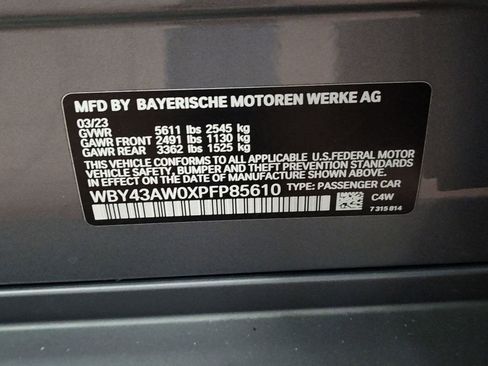 MFD BY BAYERISCHE MOTOREN WERKE AG
03/23
GVWR 5611 lbs 2545 kg
GAWR FRONT 2491 lbs 1130 kg
GAWR REAR 3362 lbs 1525 kg
THIS VEHICLE CONFORMS TO ALL APPLICABLE U.S.FEDERAL MOTOR
VEHICLE SAFETY, BUMPER AND THEFT PREVENTION STANDARDS
IN EFFECT ON THE DATE OF MANUFACTURE SHOWN ABOVE.
WBY43AW0XPFP85610 TYPE: PASSENGER CAR
C4W
7 315 814